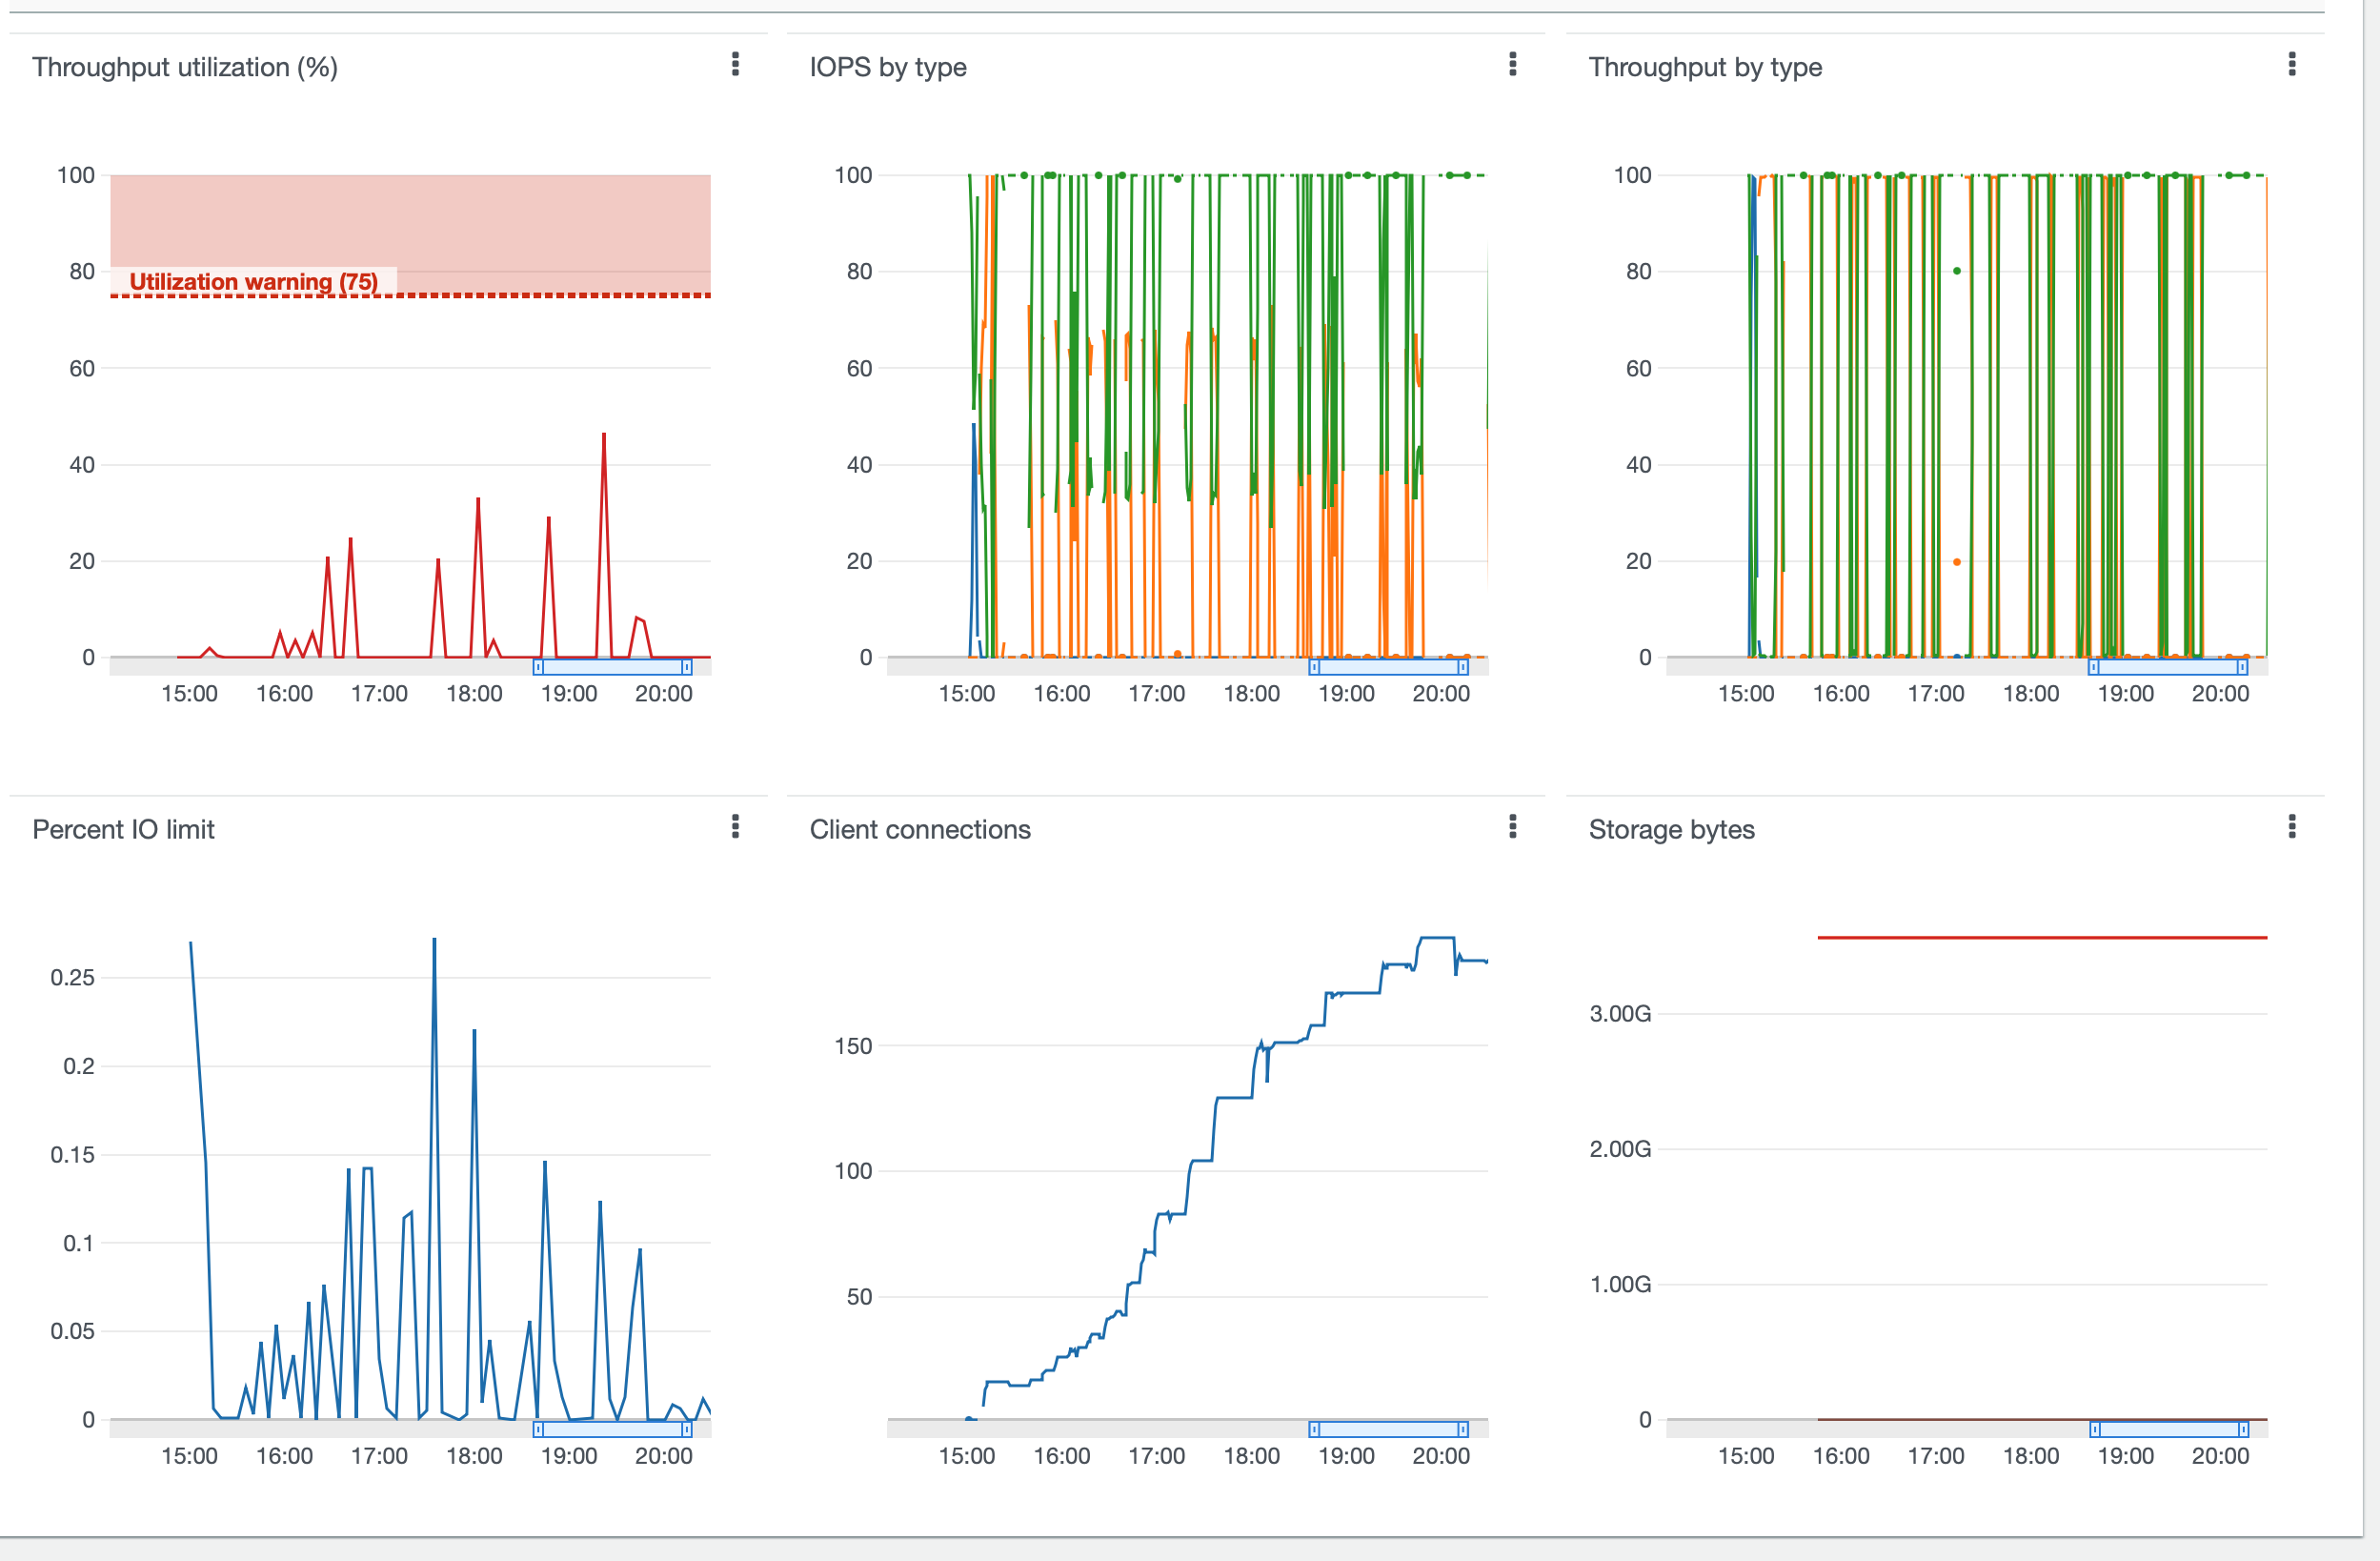 Throughput utilization (%)
IOPS by type
Throughput by type
100
80
60
40
20
0
Utilization warning (75)
15:00 16:00 17:00 18:00 19:00 20:00
100
80
60
40
20
0
15:00 16:00 17:00 18:00 19:00 20:00
100
80
60
40
20
0
15:00 16:00 17:00 18:00 19:00 20:00
Percent IO limit
Client connections
Storage bytes
0.25
0.2
0.15
0.1
0.05
0
15:00 16:00 17:00 18:00 19:00 20:00
150
100
50
15:00 16:00 17:00 18:00 19:00 20:00
3.00G
2.00G
1.00G
0
15:00 16:00 17:00 18:00 19:00 20:00